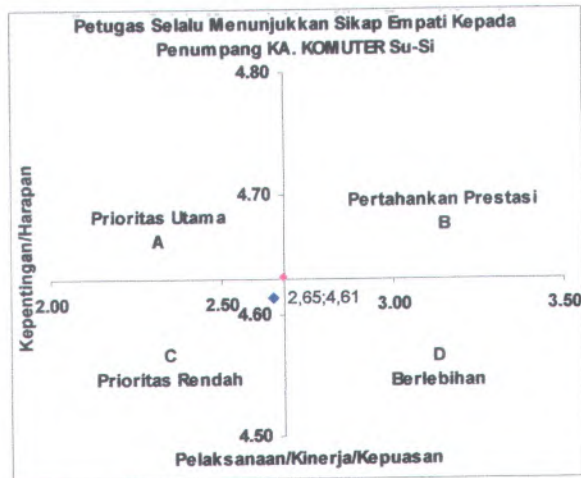 Petugas Selalu Menunjukkan Sikap Empati Kepada
Penumpang KA. KOMUTER Su-Si
4.80
4.70
Prioritas Utama
A
Pertahankan Prestasi
B
Kepentingan/Harapan
2.00
2.50
3.00
3.50
4.60
2,65;4,61
C
Prioritas Rendah
D
Berlebihan
4.50
Pelaksanaan/Kinerja/Kepuasan